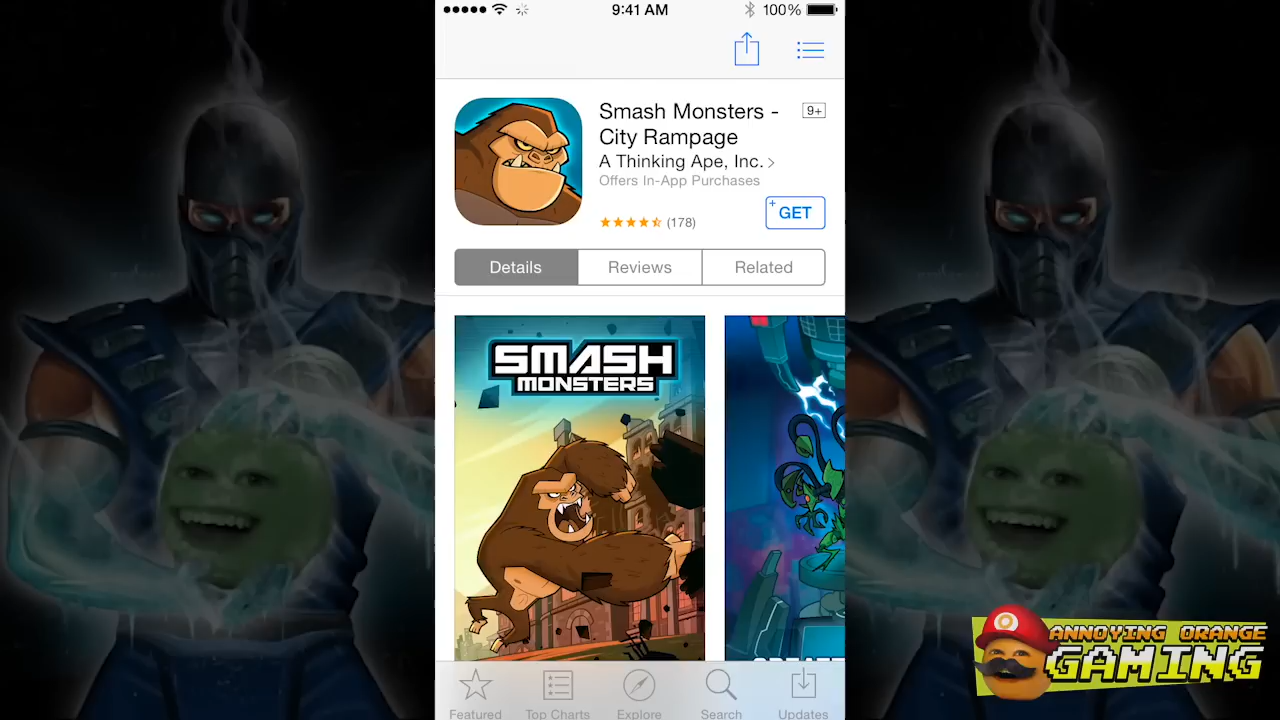 9:41 AM
100%
Smash Monsters -
City Rampage
9+
A Thinking Ape, Inc. >
Offers In-App Purchases
(178)
+ GET
Details
Reviews
Related
SMASH
MONSTERS
Featured
Top Charts
Explore
Search
Updates
ANNOYING ORANGE
GAMING